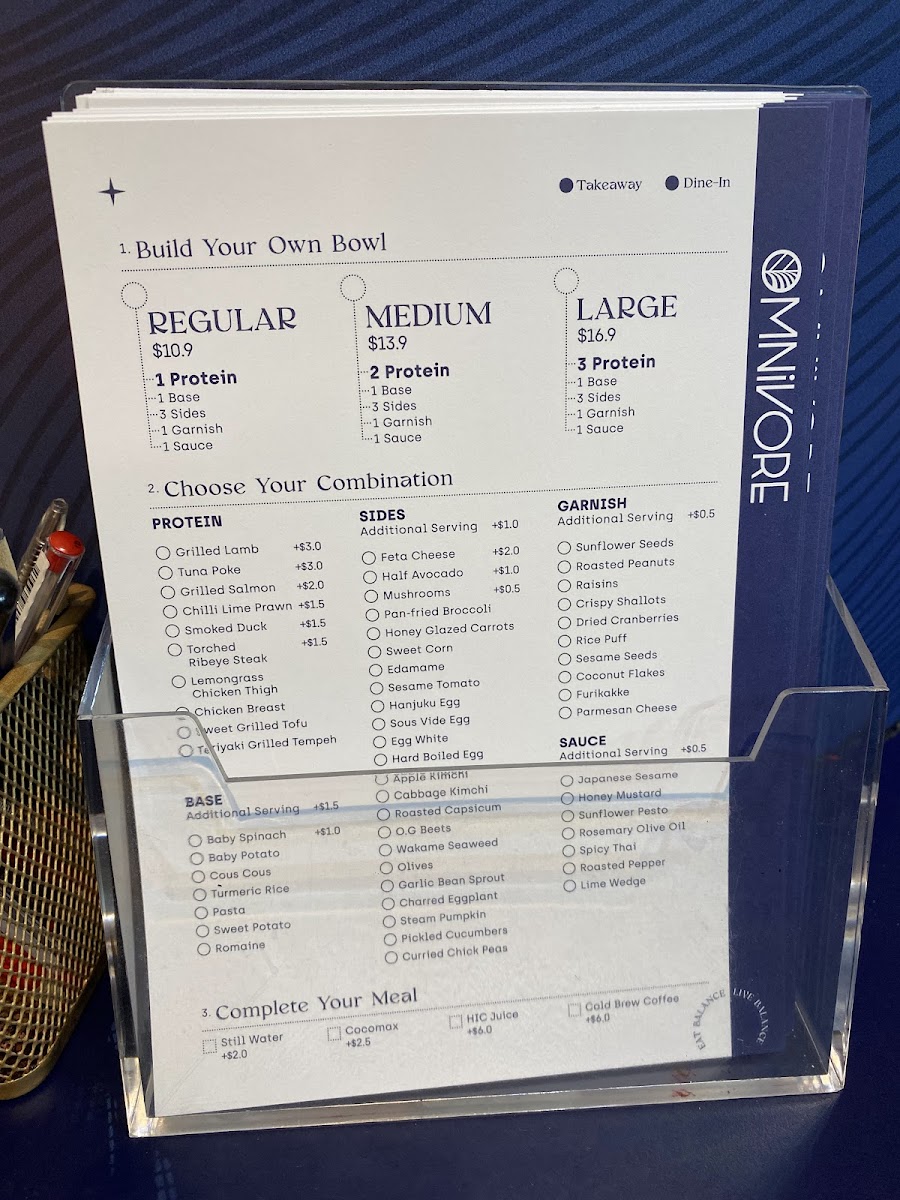 Takeaway Dine-In
1. Build Your Own Bowl
REGULAR
$10.9
1 Protein
1 Base
3 Sides
1 Garnish
1 Sauce
MEDIUM
$13.9
2 Protein
1 Base
3 Sides
1 Garnish
1 Sauce
LARGE
$16.9
3 Protein
1 Base
3 Sides
1 Garnish
1 Sauce
2. Choose Your Combination
PROTEIN
Grilled Lamb +$3.0
Tuna Poke +$3.0
Grilled Salmon +$2.0
Chilli Lime Prawn +$1.5
Smoked Duck +$1.5
Torched +$1.5
Ribeye Steak
Lemongrass
Chicken Thigh
Chicken Breast
Sweet Grilled Tofu
Teriyaki Grilled Tempeh
BASE
Additional Serving +$1.5
Baby Spinach +$1.0
Baby Potato
Cous Cous
Turmeric Rice
Pasta
Sweet Potato
Romaine
SIDES
Additional Serving +$1.0
Feta Cheese +$2.0
Half Avocado +$1.0
Mushrooms +$0.5
Pan-fried Broccoli
Honey Glazed Carrots
Sweet Corn
Edamame
Sesame Tomato
Hanjuku Egg
Sous Vide Egg
Egg White
Hard Boiled Egg
Apple Kimchi
Cabbage Kimchi
Roasted Capsicum
O.G Beets
Wakame Seaweed
Olives
Garlic Bean Sprout
Charred Eggplant
Steam Pumpkin
Pickled Cucumbers
Curried Chick Peas
GARNISH
Additional Serving +$0.5
Sunflower Seeds
Roasted Peanuts
Raisins
Crispy Shallots
Dried Cranberries
Rice Puff
Sesame Seeds
Coconut Flakes
Furikakke
Parmesan Cheese
SAUCE
Additional Serving +$0.5
Japanese Sesame
Honey Mustard
Sunflower Pesto
Rosemary Olive Oil
Spicy Thai
Roasted Pepper
Lime Wedge
3. Complete Your Meal
Still Water
+$2.0
Cocomax
+$2.5
HIC Juice
+$6.0
Cold Brew Coffee
+$6.0
OMNIVORE
EAT BALANCE LIVE BALANCE